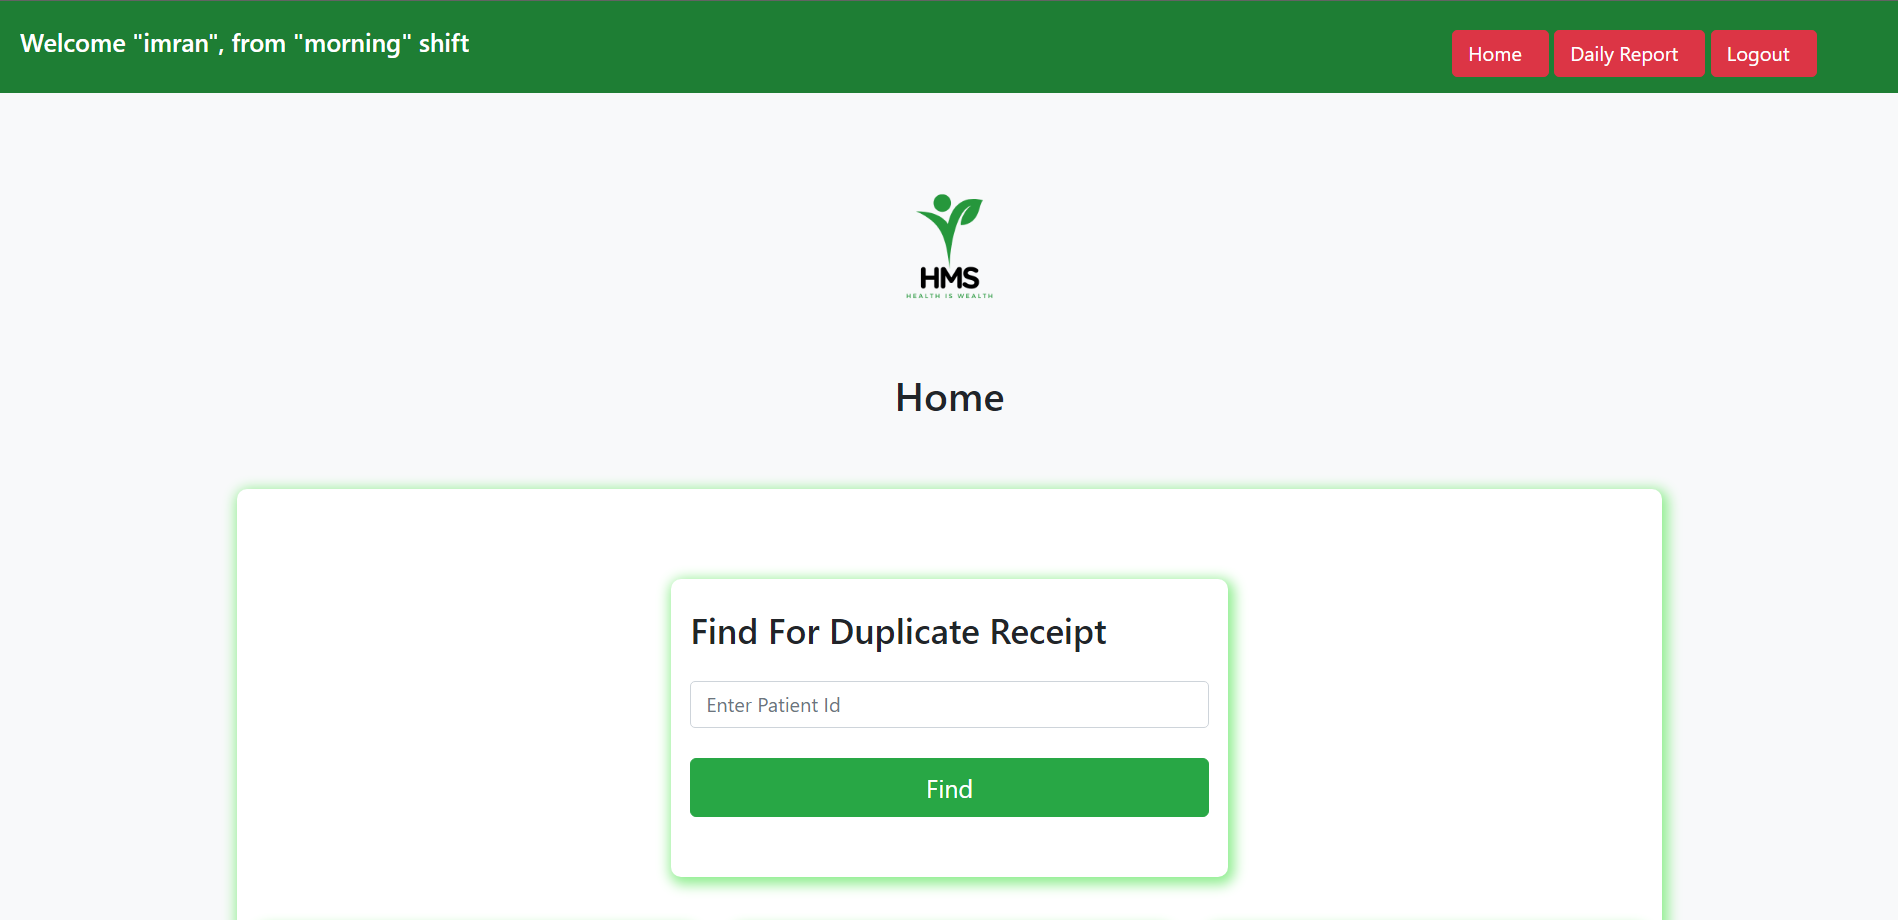 Welcome "imran", from "morning" shift
Home
Daily Report
Logout
HMS
HEALTH IS WEALTH
Home
Find For Duplicate Receipt
Enter Patient Id
Find